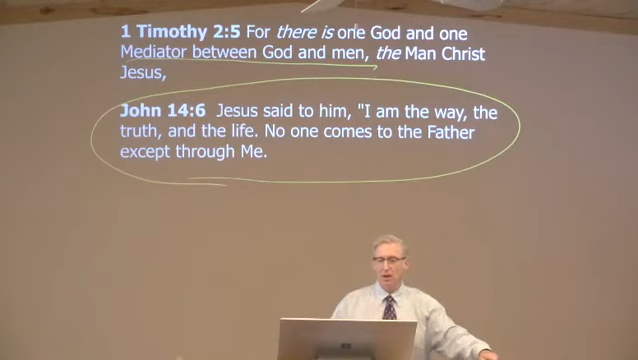 1 Timothy 2:5 For there is one God and one
Mediator between God and men, the Man Christ
Jesus,
John 14:6 Jesus said to him, "I am the way, the
truth, and the life. No one comes to the Father
except through Me.